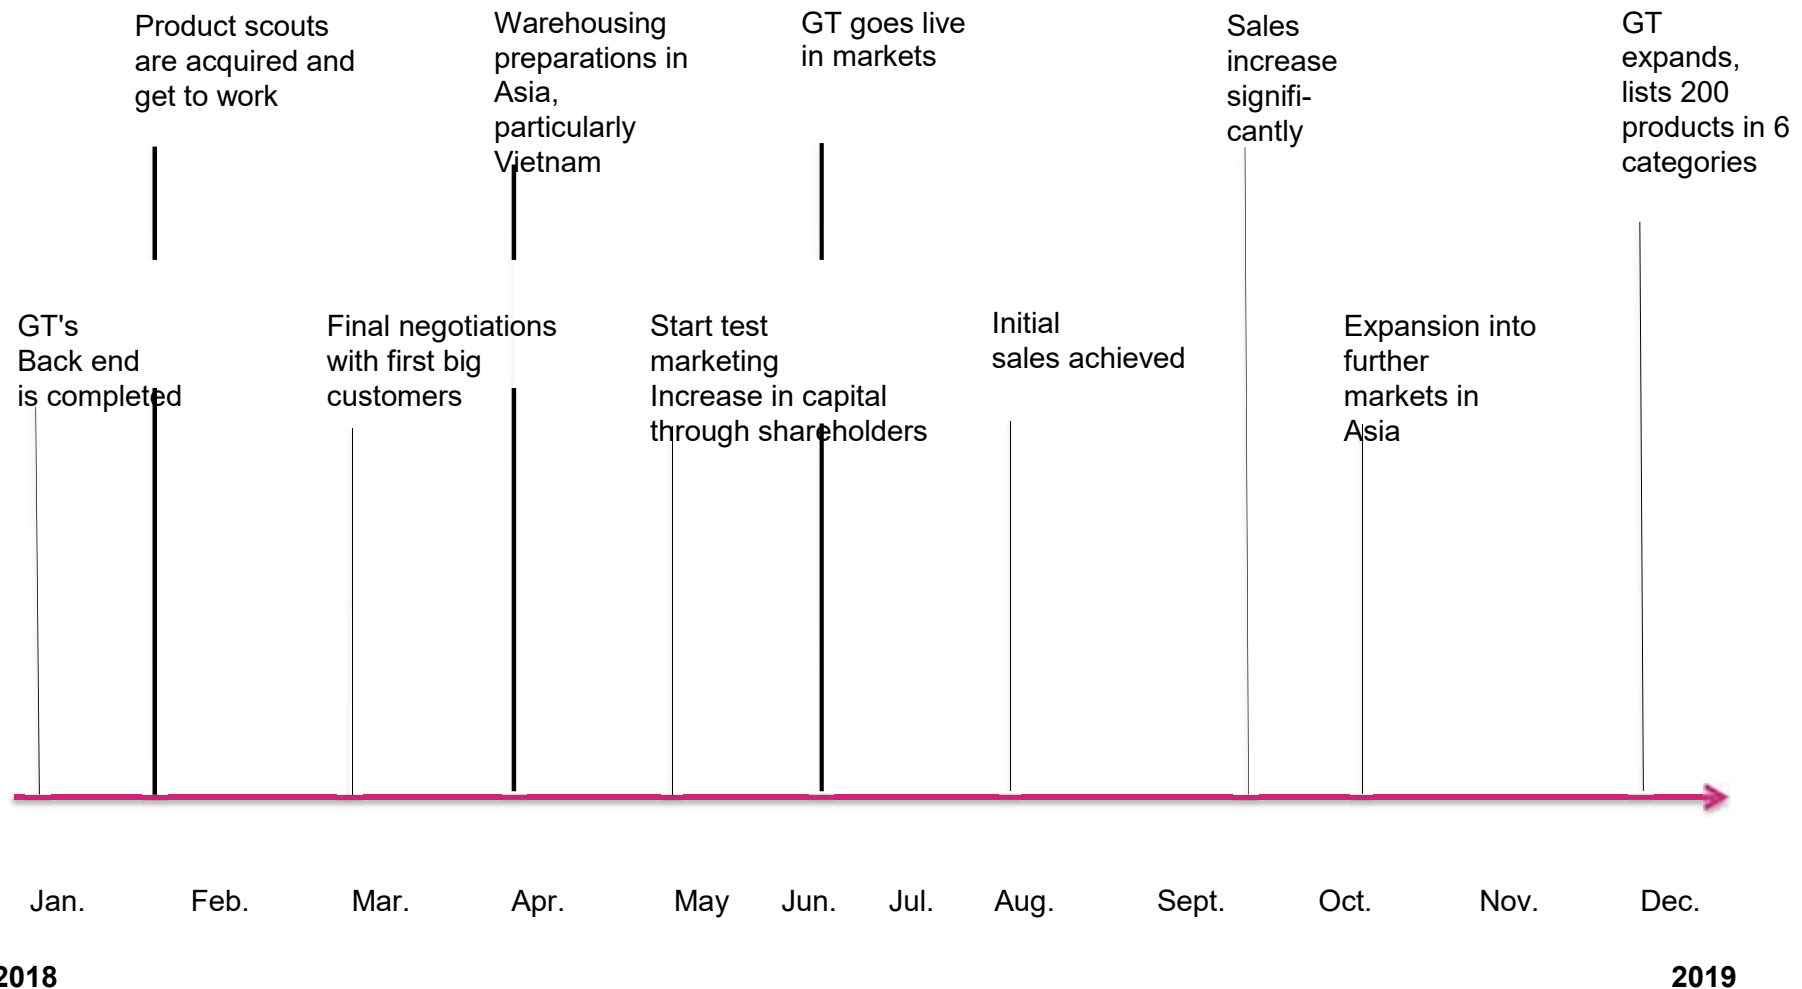 Product scouts
are acquired and
get to work
Warehousing
preparations in
Asia,
particularly
Vietnam
GT goes live
in markets
Sales
increase
signifi-
cantly
GT
expands,
lists 200
products in 6
categories
GT's
Back end
is completed
Final negotiations
with first big
customers
Start test
marketing
Increase in capital
through shareholders
Initial
sales achieved
Expansion into
further
markets in
Asia
Jan. Feb. Mar. Apr. May Jun. Jul. Aug. Sept. Oct. Nov. Dec.
2018 2019